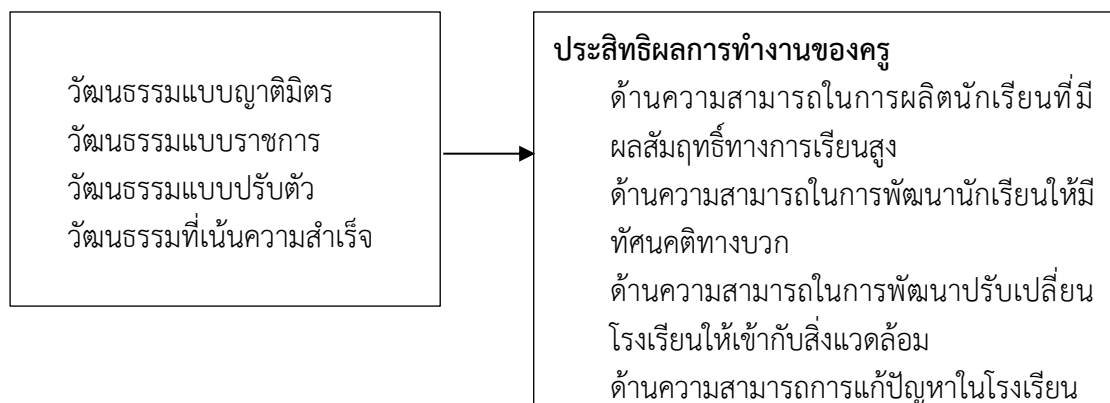 วัฒนธรรมแบบญาติมิตร
วัฒนธรรมแบบราชการ
วัฒนธรรมแบบปรับตัว
วัฒนธรรมที่เน้นความสำเร็จ
ประสิทธิผลการทำงานของครู
ด้านความสามารถในการผลิตนักเรียนที่มี
ผลสัมฤทธิ์ทางการเรียนสูง
ด้านความสามารถในการพัฒนานักเรียนให้มี
ทัศนคติทางบวก
ด้านความสามารถในการพัฒนาปรับเปลี่ยน
โรงเรียนให้เข้ากับสิ่งแวดล้อม
ด้านความสามารถการแก้ปัญหาในโรงเรียน